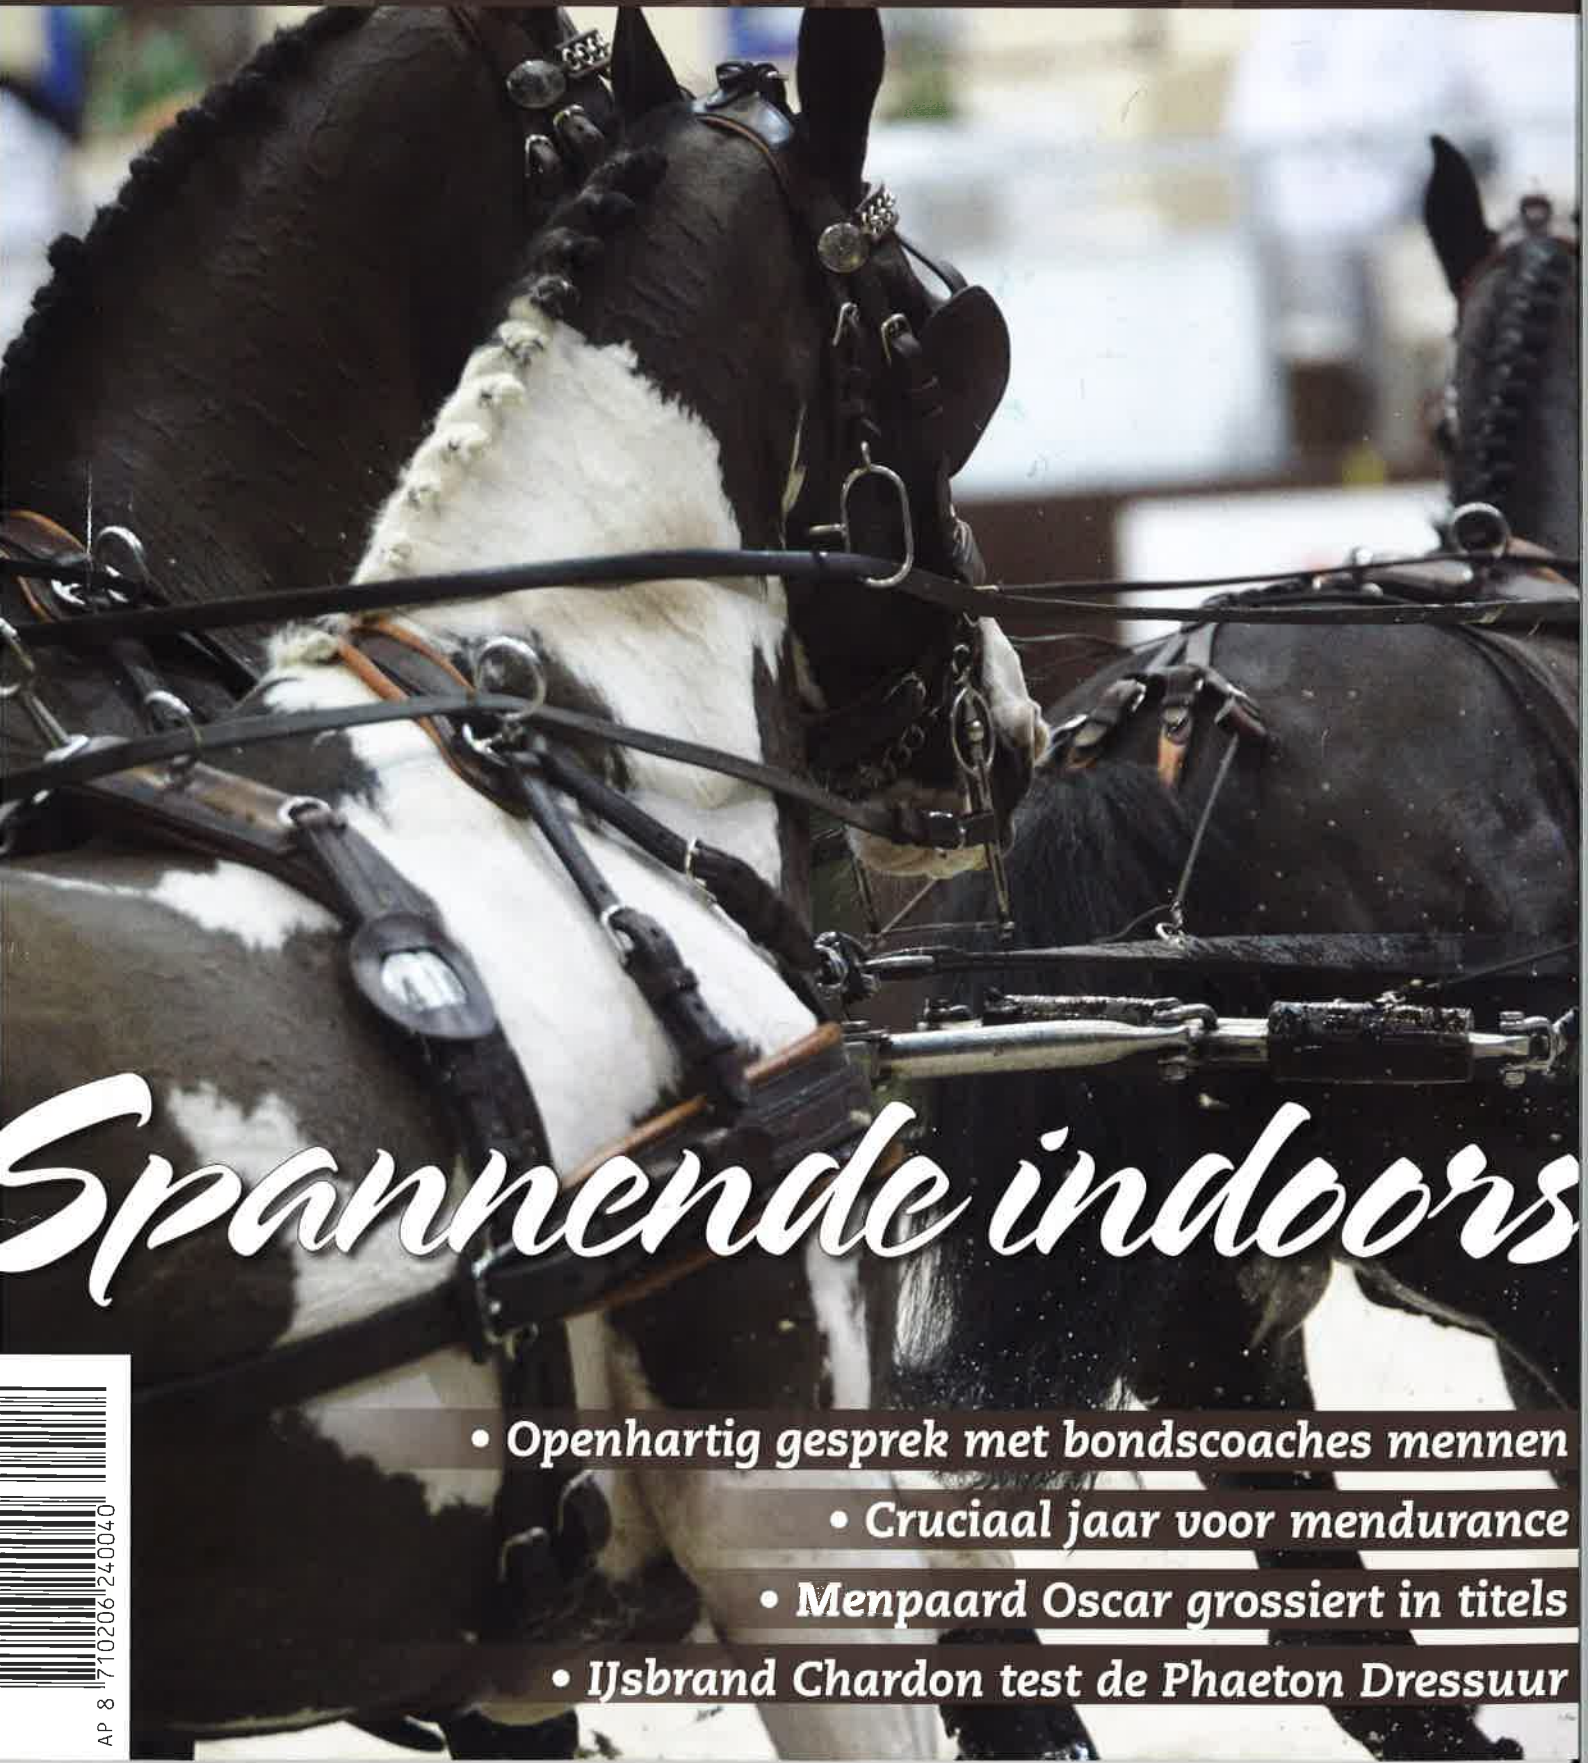 Spannende indoors
• Openhartig gesprek met bondscoaches mennen
• Cruciaal jaar voor mendurance
• Menpaard Oscar grossiert in titels
• IJsbrand Chardon test de Phaeton Dressuur
AP 8 710206 240040